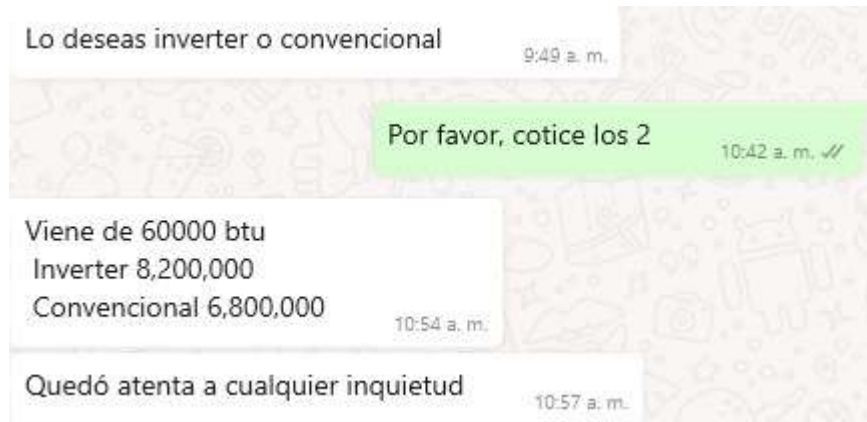 Lo deseas inverter o convencional
9:49 a. m.
Por favor, cotice los 2
10:42 a. m.
Viene de 60000 btu
Inverter 8,200,000
Convencional 6,800,000
10:54 a. m.
Quedó atenta a cualquier inquietud
10:57 a. m.